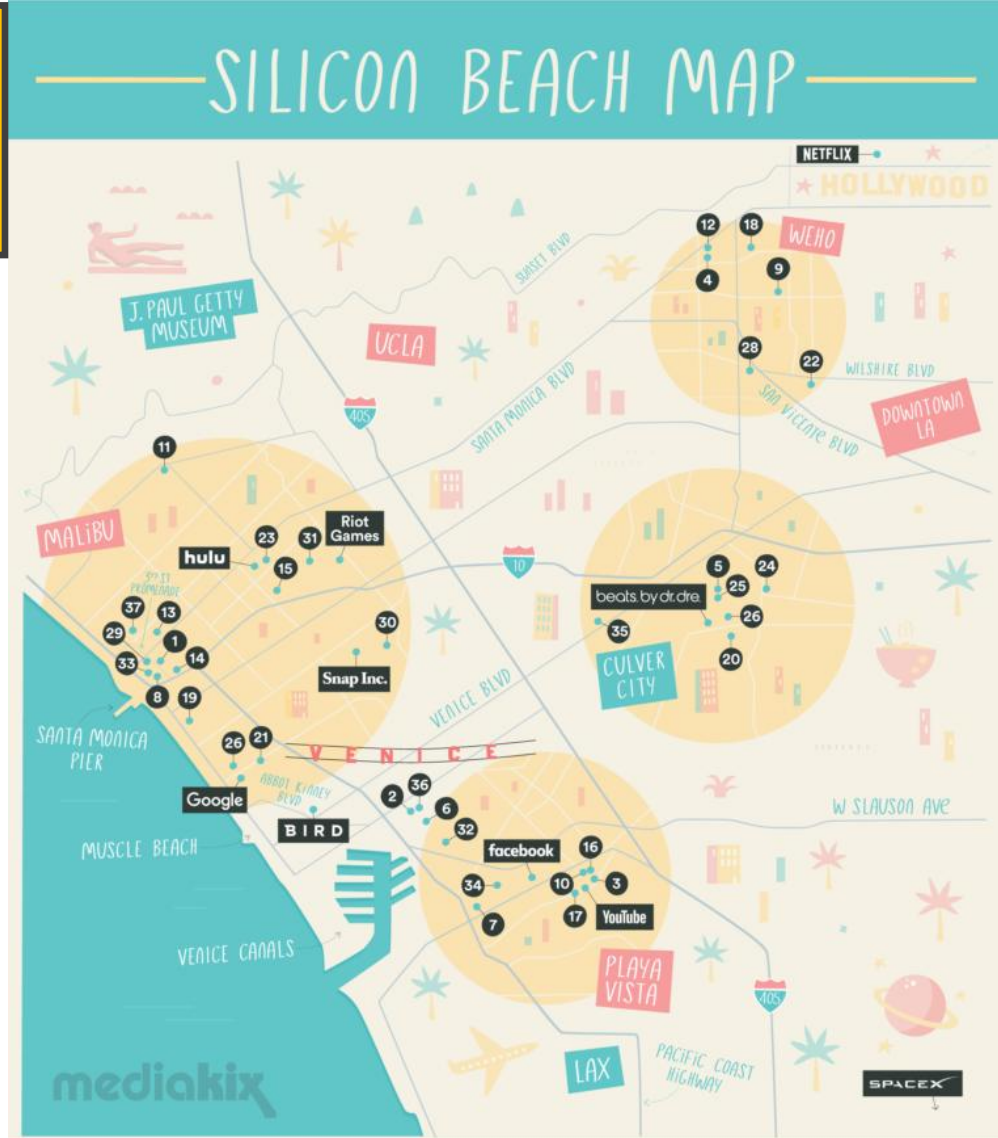 SILICON BEACH MAP
NETFLIX
HOLLYWOOD
12
18
WEHO
SUNSET BLVD
9
4
J. PAUL GETTY
MUSEUM
UCLA
28
22
WILSHIRE BLVD
405
SANTA MONICA BLVD
SAN VICENTE BLVD
DOWNTOWN
LA
11
MALIBU
Riot
Games
23
31
hulu
15
10
5
24
25
3RD ST
PROMENADE
beats. by dr. dre.
37
13
26
29
1
30
35
33
14
20
CULVER
CITY
Snap Inc.
8
19
VENICE BLVD
SANTA MONICA
PIER
26
21
VENICE
ABBOT KINNEY
BLVD
36
2
Google
6
W SLAUSON AVE
BIRD
32
MUSCLE BEACH
facebook
16
34
10
3
7
17
YouTube
VENICE CANALS
PLAYA
VISTA
405
LAX
PACIFIC COAST
HIGHWAY
mediakix
SPACEX